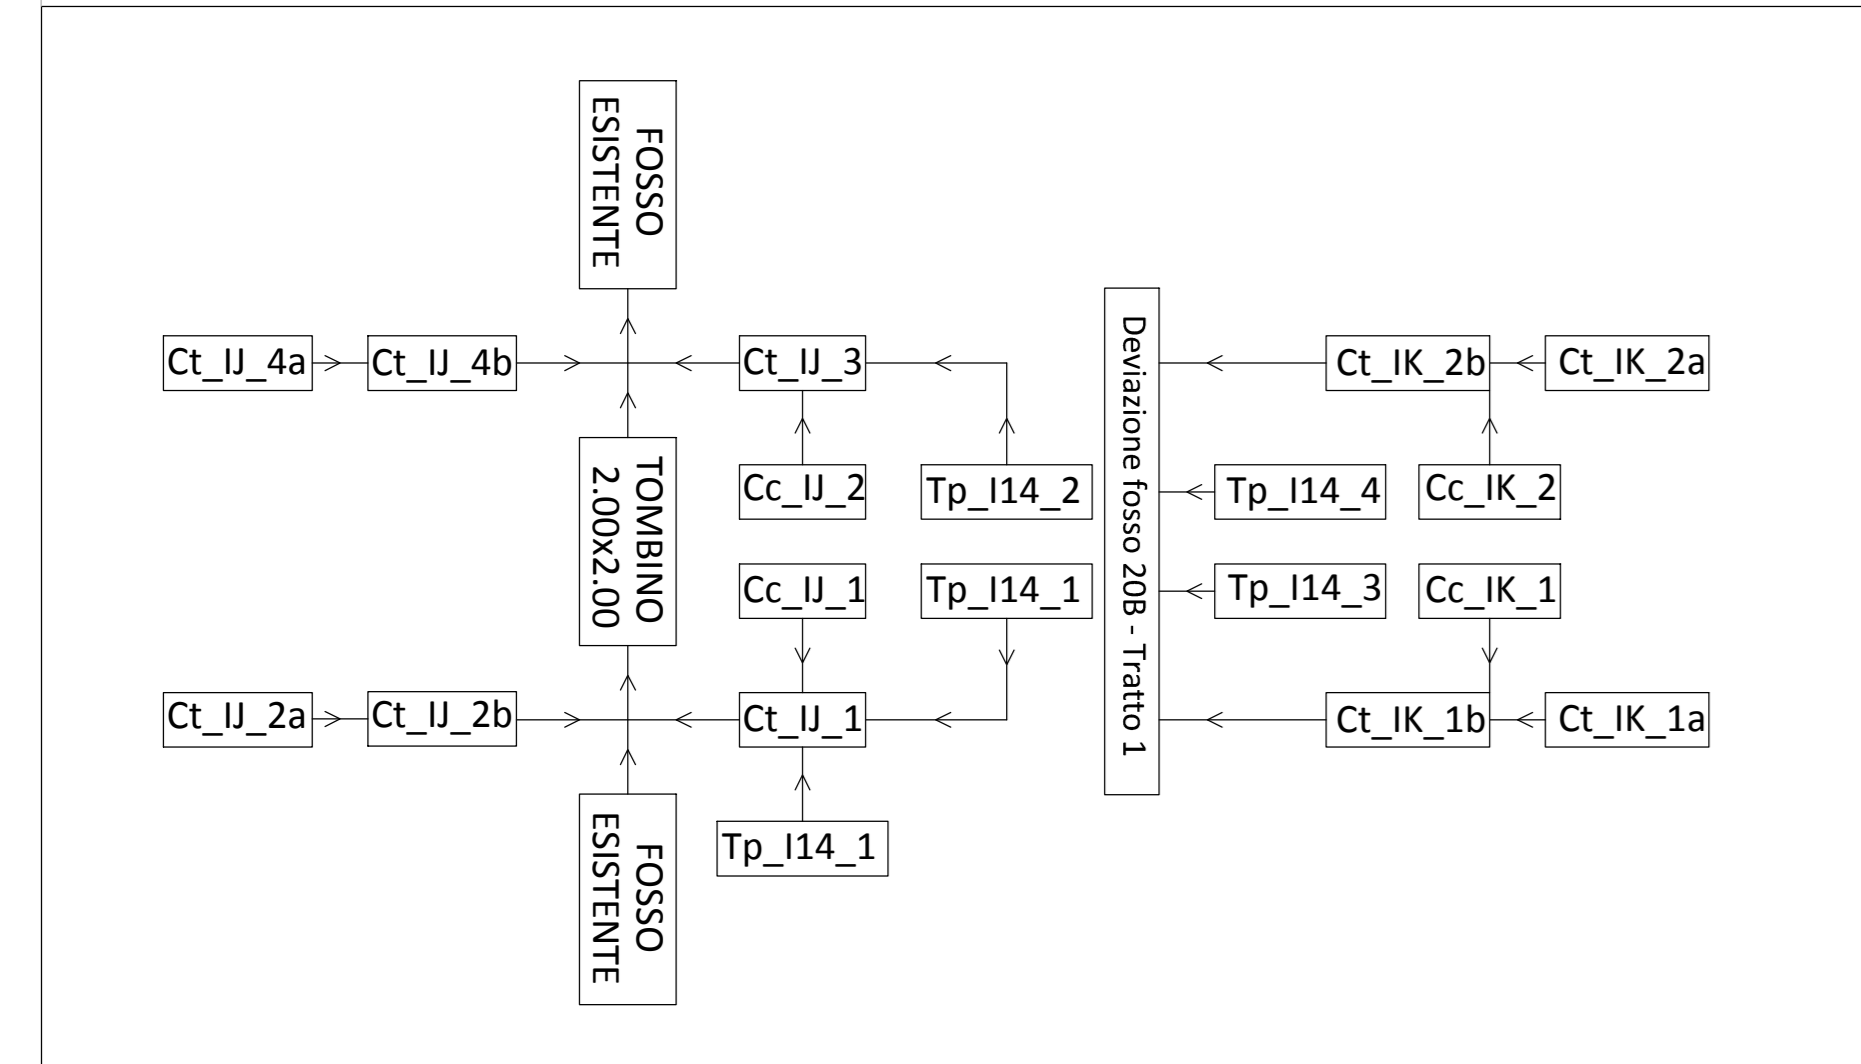 FOSSO
ESISTENTE
Ct_IJ_4a
Ct_IJ_4b
Ct_IJ_3
Ct_IK_2b
Ct_IK_2a
TOMBINO
2.00x2.00
Cc_IJ_2
Tp_I14_2
Deviazione fosso 20B - Tratto 1
Tp_I14_4
Cc_IK_2
Cc_IJ_1
Tp_I14_1
Tp_I14_3
Cc_IK_1
Ct_IJ_2a
Ct_IJ_2b
Ct_IJ_1
Ct_IK_1b
Ct_IK_1a
FOSSO
ESISTENTE
Tp_I14_1